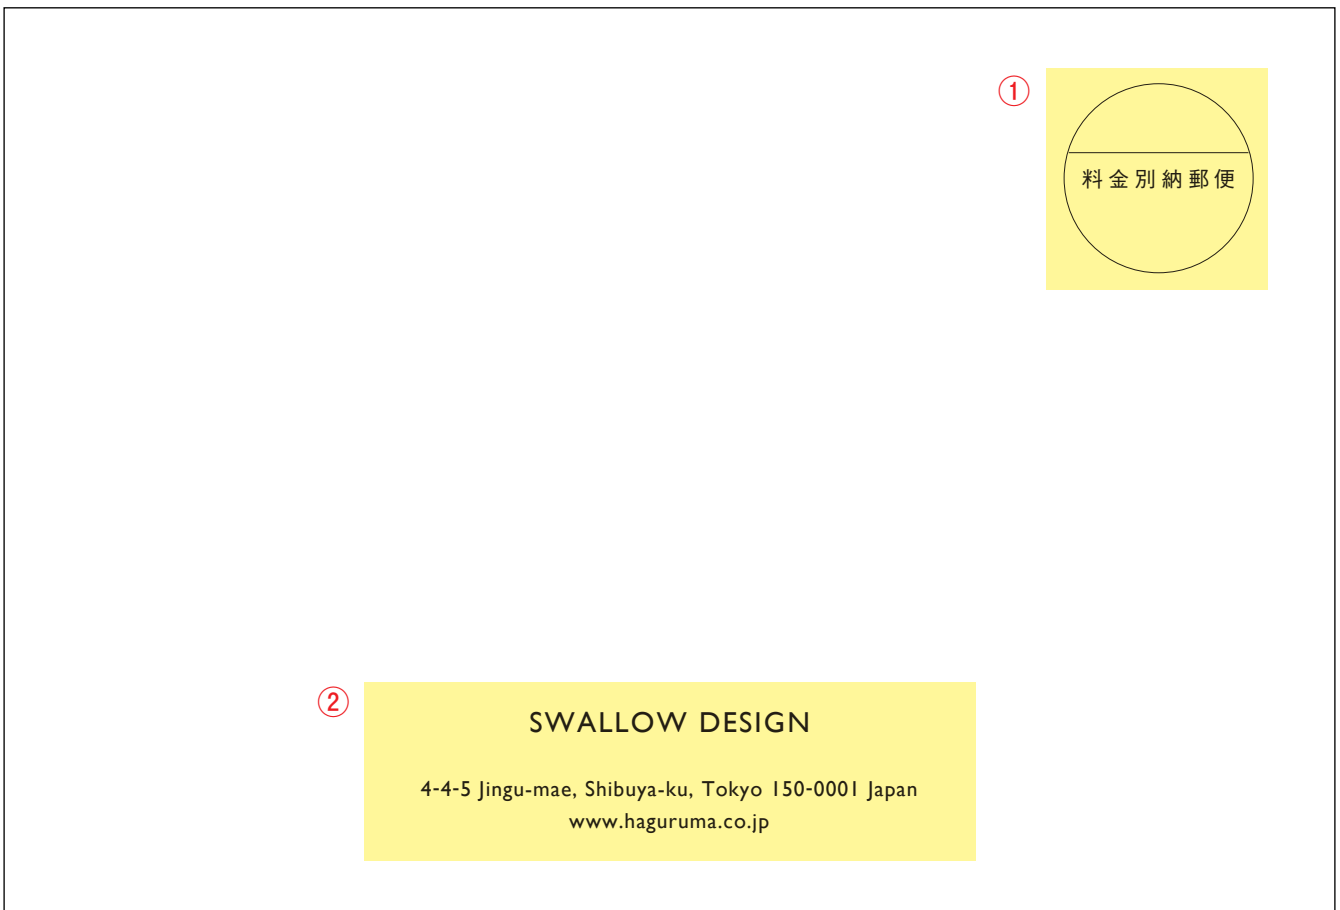 ①
料金別納郵便
②
SWALLOW DESIGN
4-4-5 Jingu-mae, Shibuya-ku, Tokyo 150-0001 Japan
www.haguruma.co.jp